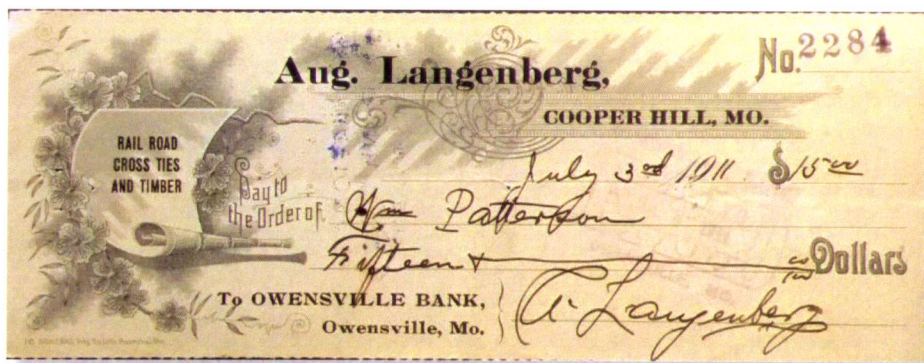 No. 2284
Aug. Langenberg,
COOPER HILL, MO.
RAIL ROAD
CROSS TIES
AND TIMBER
July 3rd 1911 $15 00
Pay to
the Order of Wm Patterson
Fifteen + 00/100 Dollars
To OWENSVILLE BANK,
Owensville, Mo.
A. Langenberg